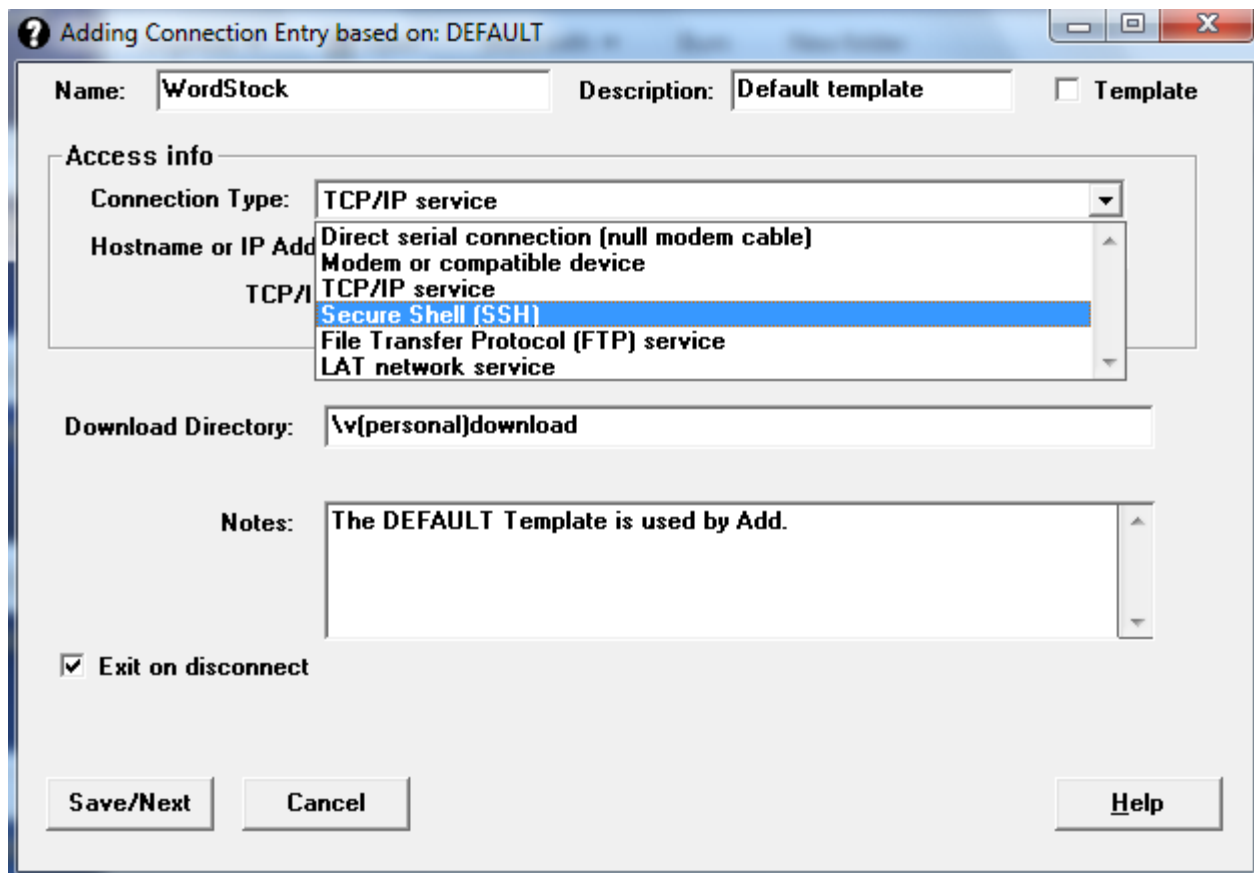 Adding Connection Entry based on: DEFAULT
Name: WordStock Description: Default template Template
Access info
Connection Type: TCP/IP service
Hostname or IP Add
TCP/I
Direct serial connection (null modem cable)
Modem or compatible device
TCP/IP service
Secure Shell (SSH)
File Transfer Protocol (FTP) service
LAT network service
Download Directory: \v(personal)download
Notes: The DEFAULT Template is used by Add.
Exit on disconnect
Save/Next Cancel Help